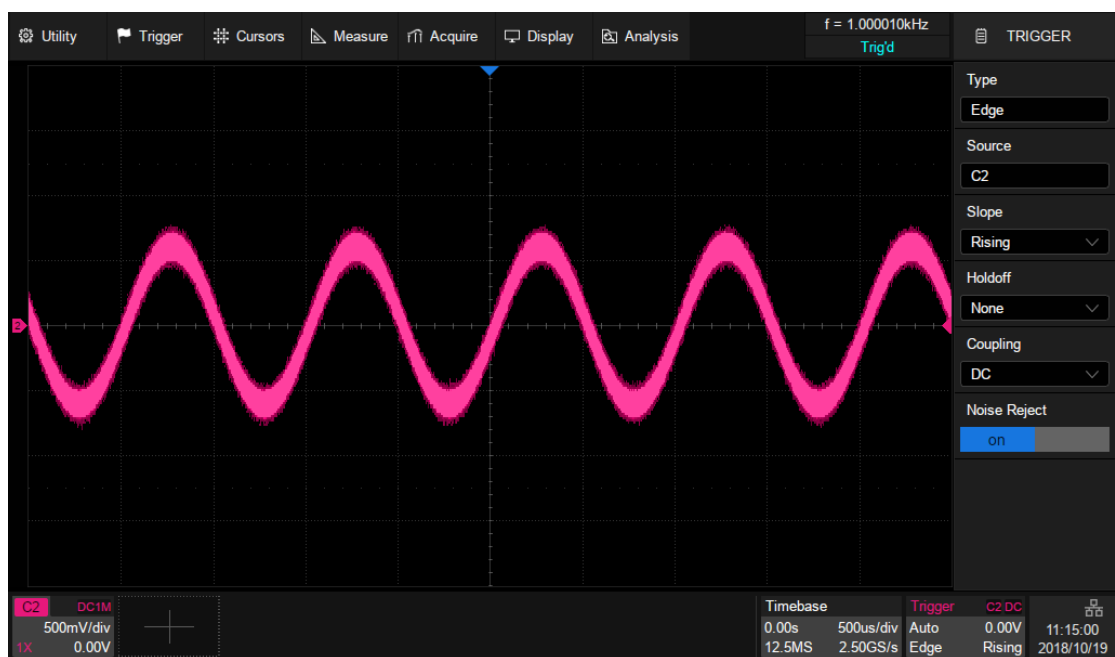 Utility Trigger Cursors Measure Acquire Display Analysis
f = 1.000010kHz
Trig'd
TRIGGER
Type
Edge
Source
C2
Slope
Rising
Holdoff
None
Coupling
DC
Noise Reject
on
2
C2 DC1M
500mV/div
1X 0.00V
Timebase
0.00s 500us/div
12.5MS 2.50GS/s
Trigger C2 DC
Auto 0.00V
Edge Rising
11:15:00
2018/10/19